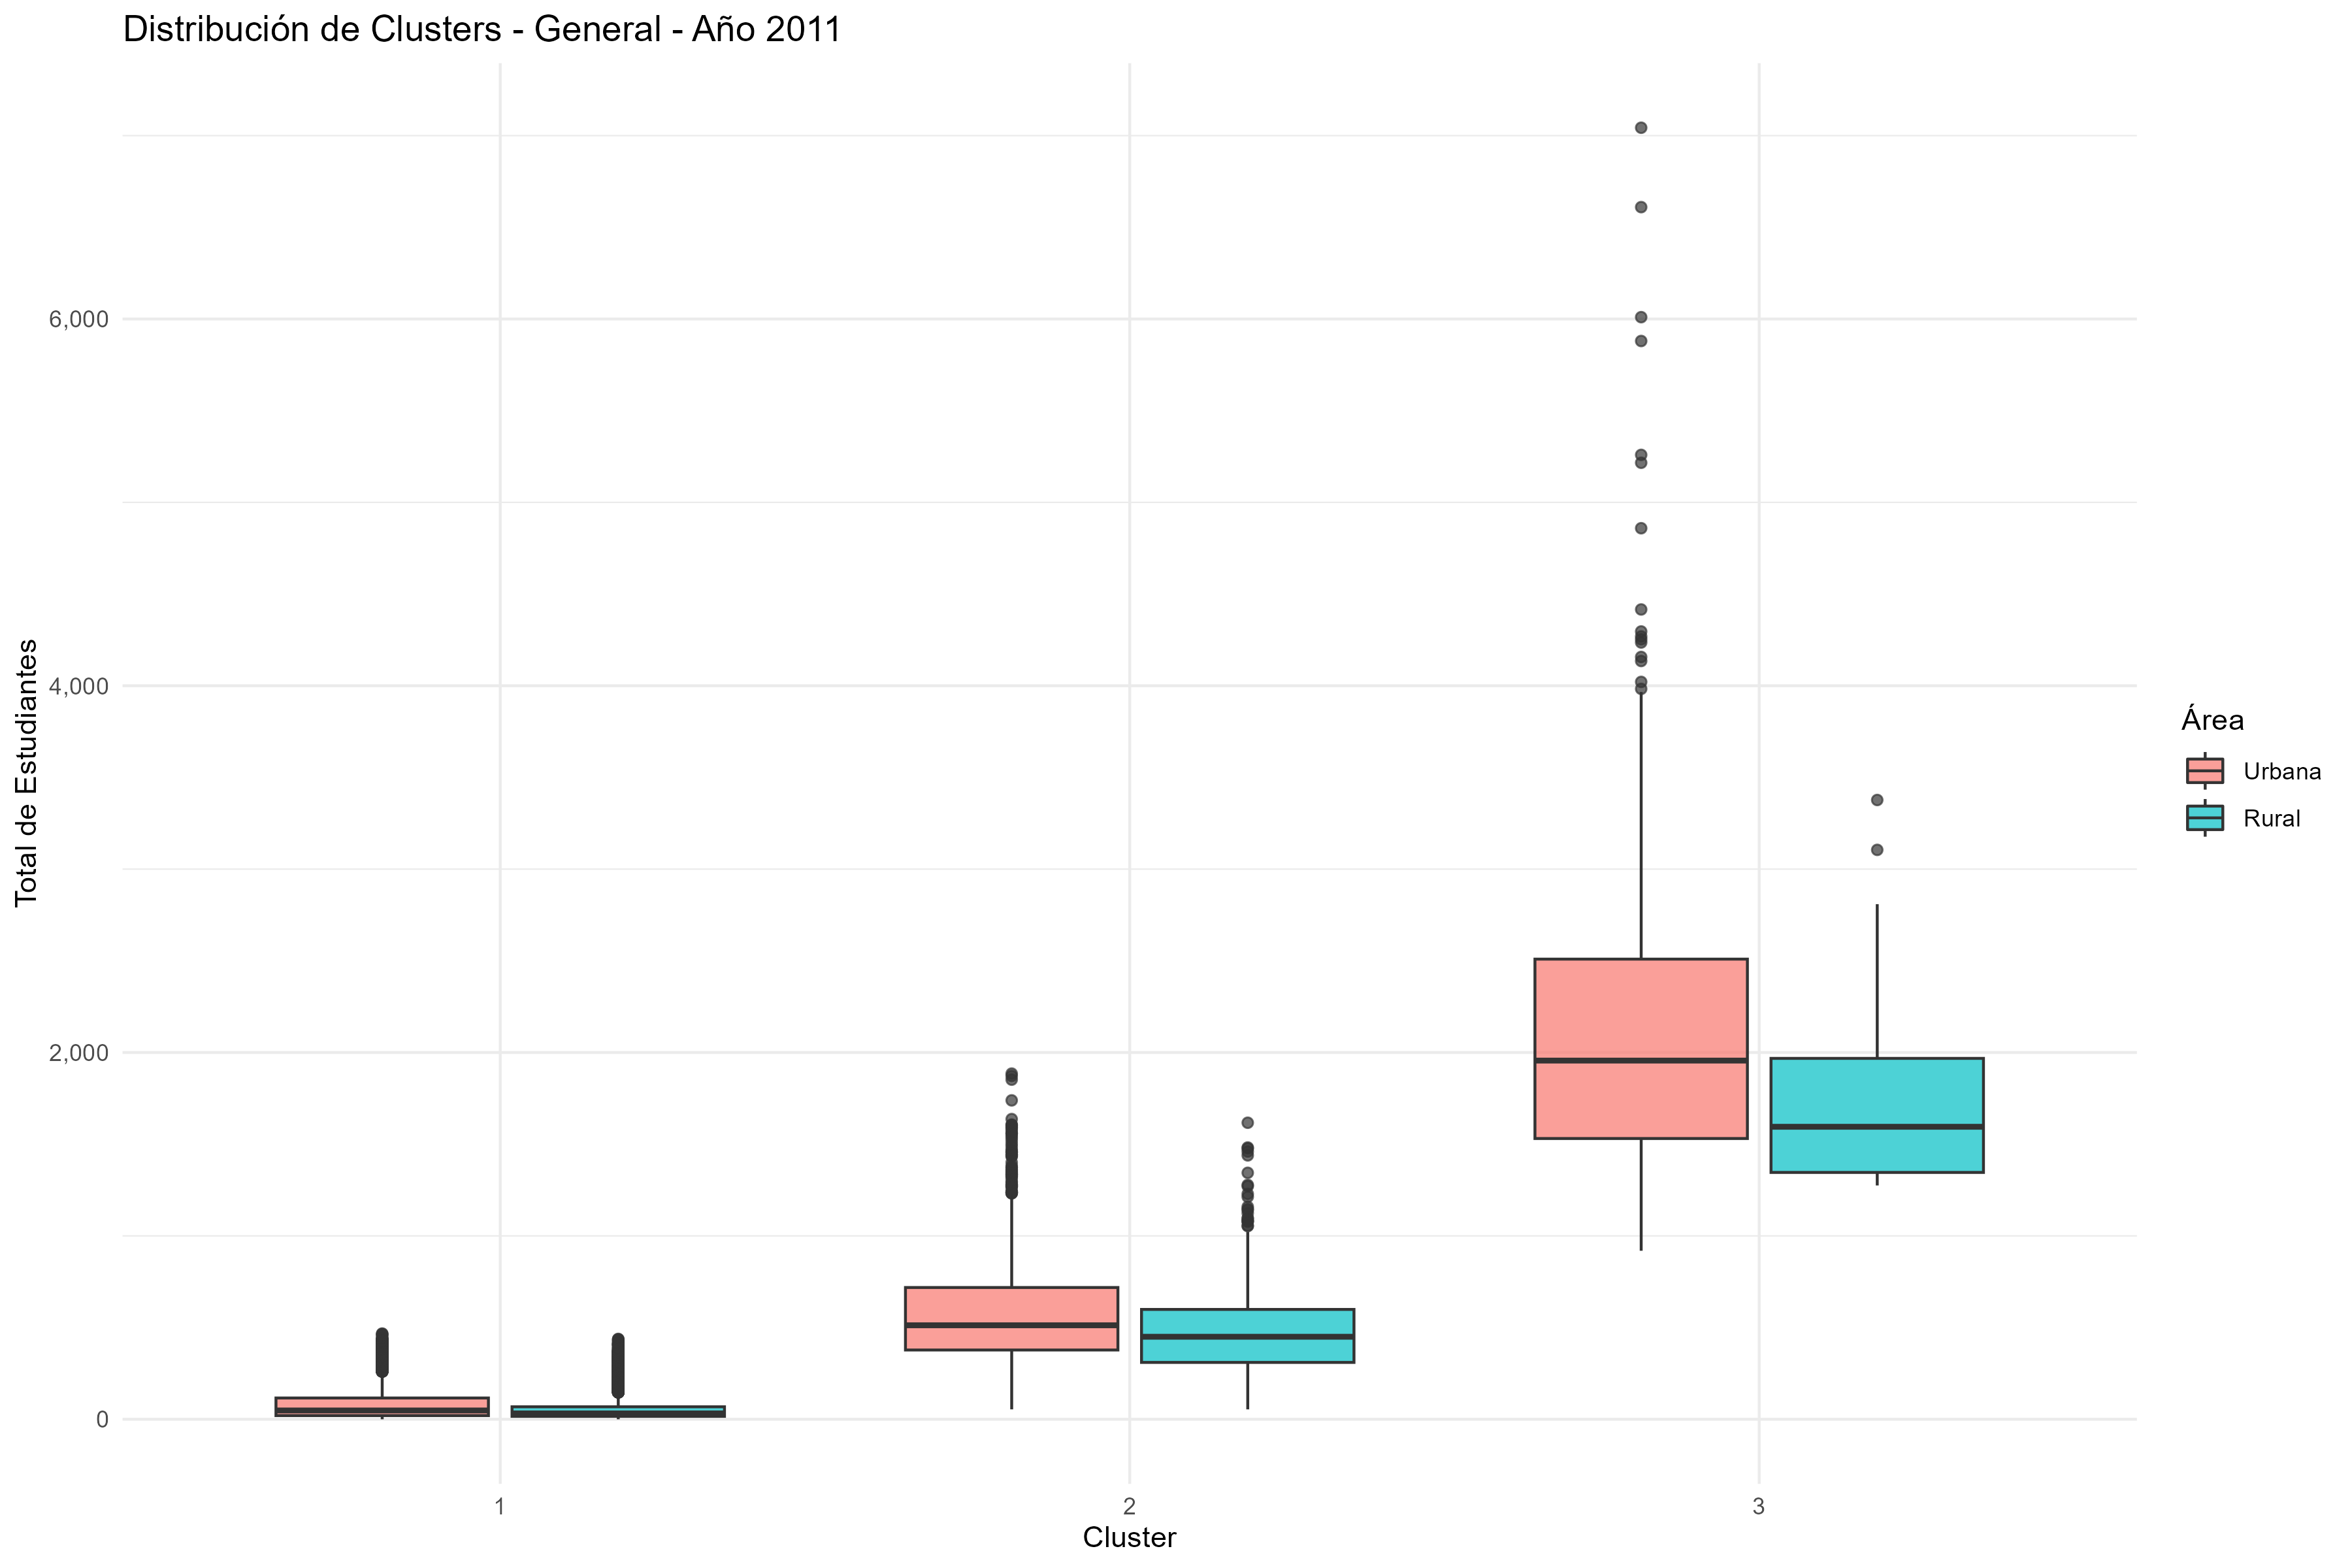 Distribución de Clusters - General - Año 2011
Total de Estudiantes
6,000
4,000
2,000
0
1
2
3
Cluster
Área
Urbana
Rural